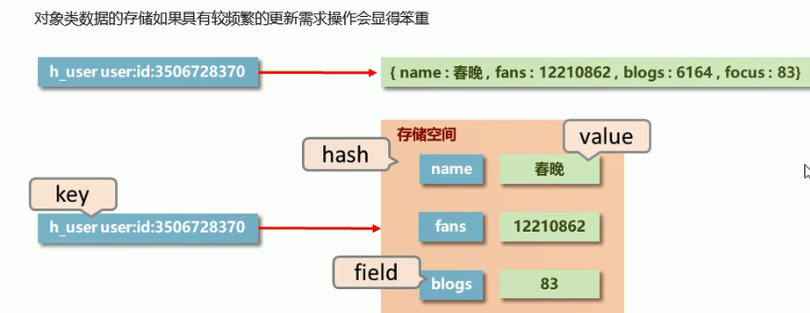 对象类数据的存储如果具有较频繁的更新需求操作会显得笨重
h_user user:id:3506728370
{ name : 春晚 , fans : 12210862 , blogs : 6164 , focus : 83}
存储空间
value
hash
name
春晚
key
h_user user:id:3506728370
fans
12210862
field
blogs
83